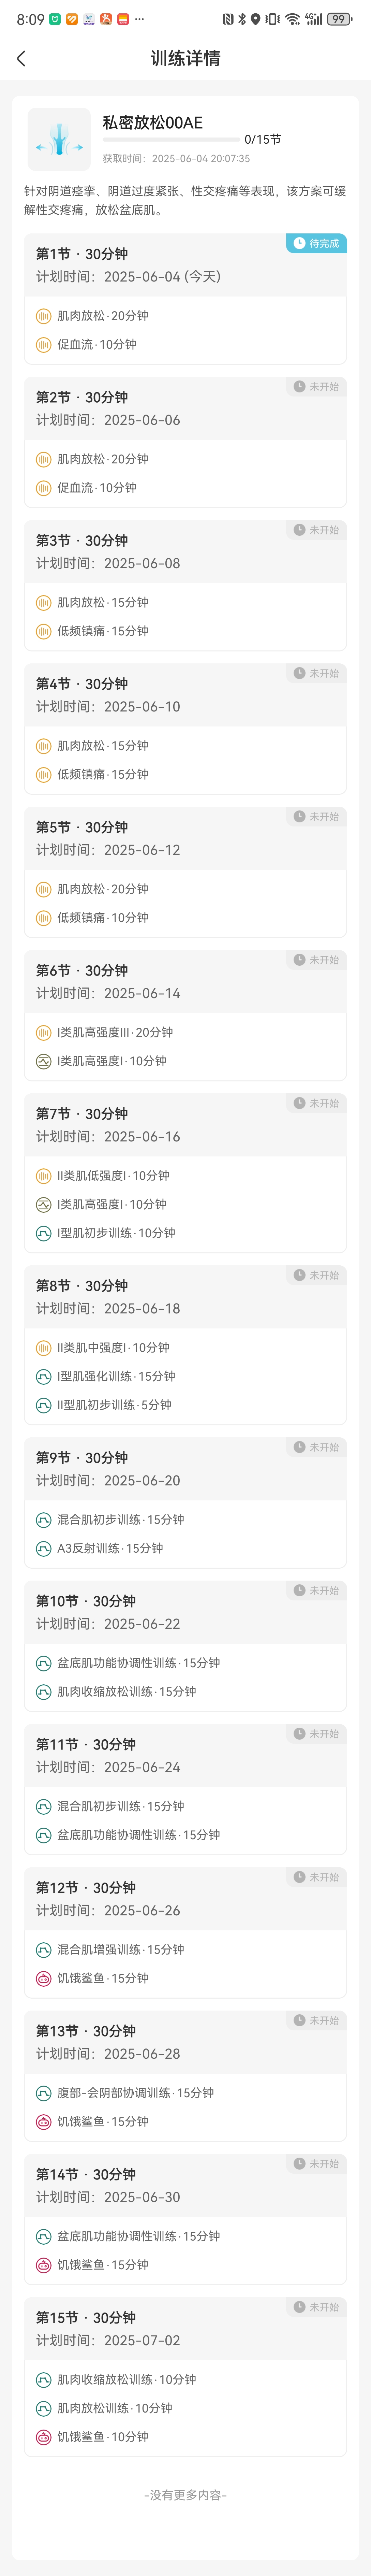 8:09
4G
99
训练详情
私密放松00AE
0/15节
获取时间：2025-06-04 20:07:35
针对阴道痉挛、阴道过度紧张、性交疼痛等表现，该方案可缓
解性交疼痛，放松盆底肌。
待完成
第1节 · 30分钟
计划时间：2025-06-04 (今天)
肌肉放松·20分钟
促血流·10分钟
未开始
第2节 · 30分钟
计划时间：2025-06-06
肌肉放松·20分钟
促血流·10分钟
未开始
第3节 · 30分钟
计划时间：2025-06-08
肌肉放松·15分钟
低频镇痛·15分钟
未开始
第4节 · 30分钟
计划时间：2025-06-10
肌肉放松·15分钟
低频镇痛·15分钟
未开始
第5节 · 30分钟
计划时间：2025-06-12
肌肉放松·20分钟
低频镇痛·10分钟
未开始
第6节 · 30分钟
计划时间：2025-06-14
I类肌高强度III·20分钟
I类肌高强度I·10分钟
未开始
第7节 · 30分钟
计划时间：2025-06-16
II类肌低强度I·10分钟
I类肌高强度I·10分钟
I型肌初步训练·10分钟
未开始
第8节 · 30分钟
计划时间：2025-06-18
II类肌中强度I·10分钟
I型肌强化训练·15分钟
II型肌初步训练·5分钟
未开始
第9节 · 30分钟
计划时间：2025-06-20
混合肌初步训练·15分钟
A3反射训练·15分钟
未开始
第10节 · 30分钟
计划时间：2025-06-22
盆底肌功能协调性训练·15分钟
肌肉收缩放松训练·15分钟
未开始
第11节 · 30分钟
计划时间：2025-06-24
混合肌初步训练·15分钟
盆底肌功能协调性训练·15分钟
未开始
第12节 · 30分钟
计划时间：2025-06-26
混合肌增强训练·15分钟
饥饿鲨鱼·15分钟
未开始
第13节 · 30分钟
计划时间：2025-06-28
腹部-会阴部协调训练·15分钟
饥饿鲨鱼·15分钟
未开始
第14节 · 30分钟
计划时间：2025-06-30
盆底肌功能协调性训练·15分钟
饥饿鲨鱼·15分钟
未开始
第15节 · 30分钟
计划时间：2025-07-02
肌肉收缩放松训练·10分钟
肌肉放松训练·10分钟
饥饿鲨鱼·10分钟
-没有更多内容-